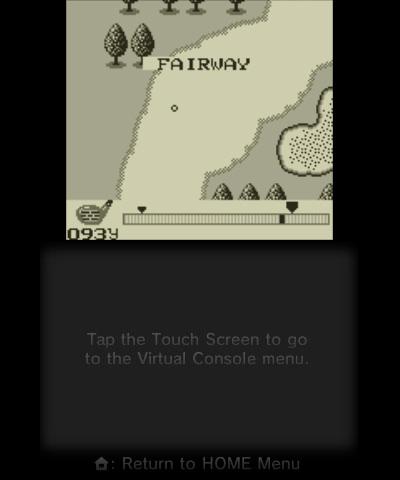 FAIRWAY
093y
Tap the Touch Screen to go
to the Virtual Console menu.
: Return to HOME Menu